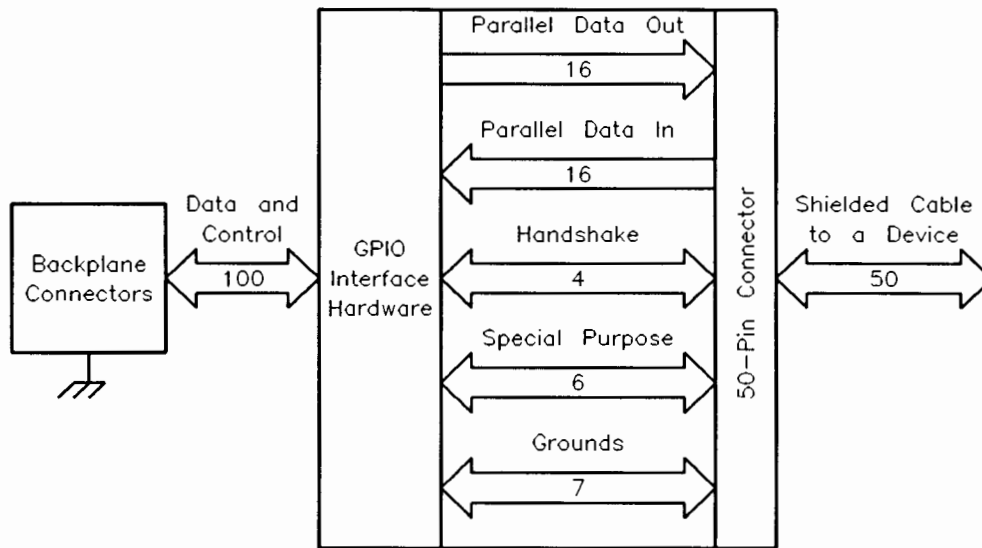 Parallel Data Out
16
Parallel Data In
16
Data and
Control
100
Backplane
Connectors
GPIO
Interface
Hardware
Handshake
4
Special Purpose
6
Grounds
7
50-Pin Connector
Shielded Cable
to a Device
50